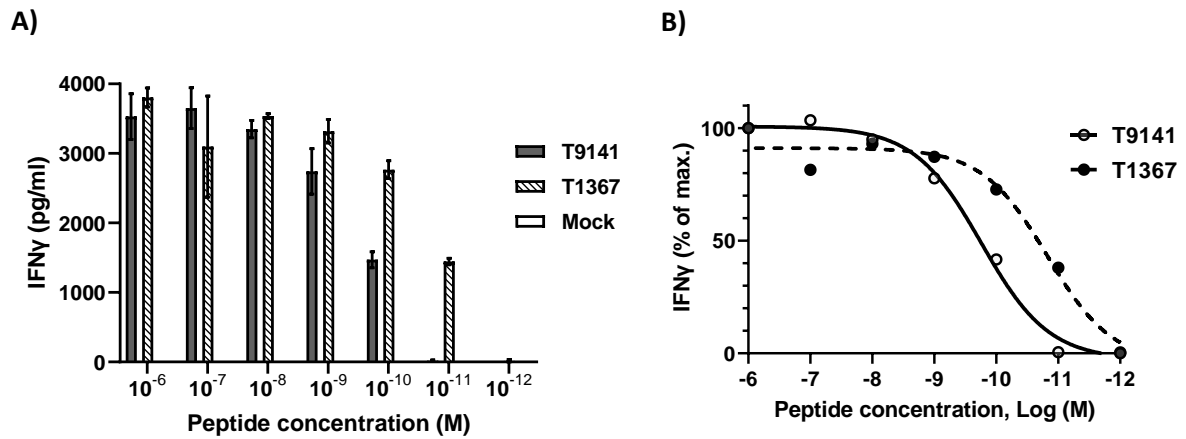 A)
IFNγ (pg/ml)
4000
3000
2000
1000
0
10-6 10-7 10-8 10-9 10-10 10-11 10-12
Peptide concentration (M)
T9141
T1367
Mock
B)
IFNγ (% of max.)
100
50
0
-6 -7 -8 -9 -10 -11 -12
Peptide concentration, Log (M)
T9141
T1367